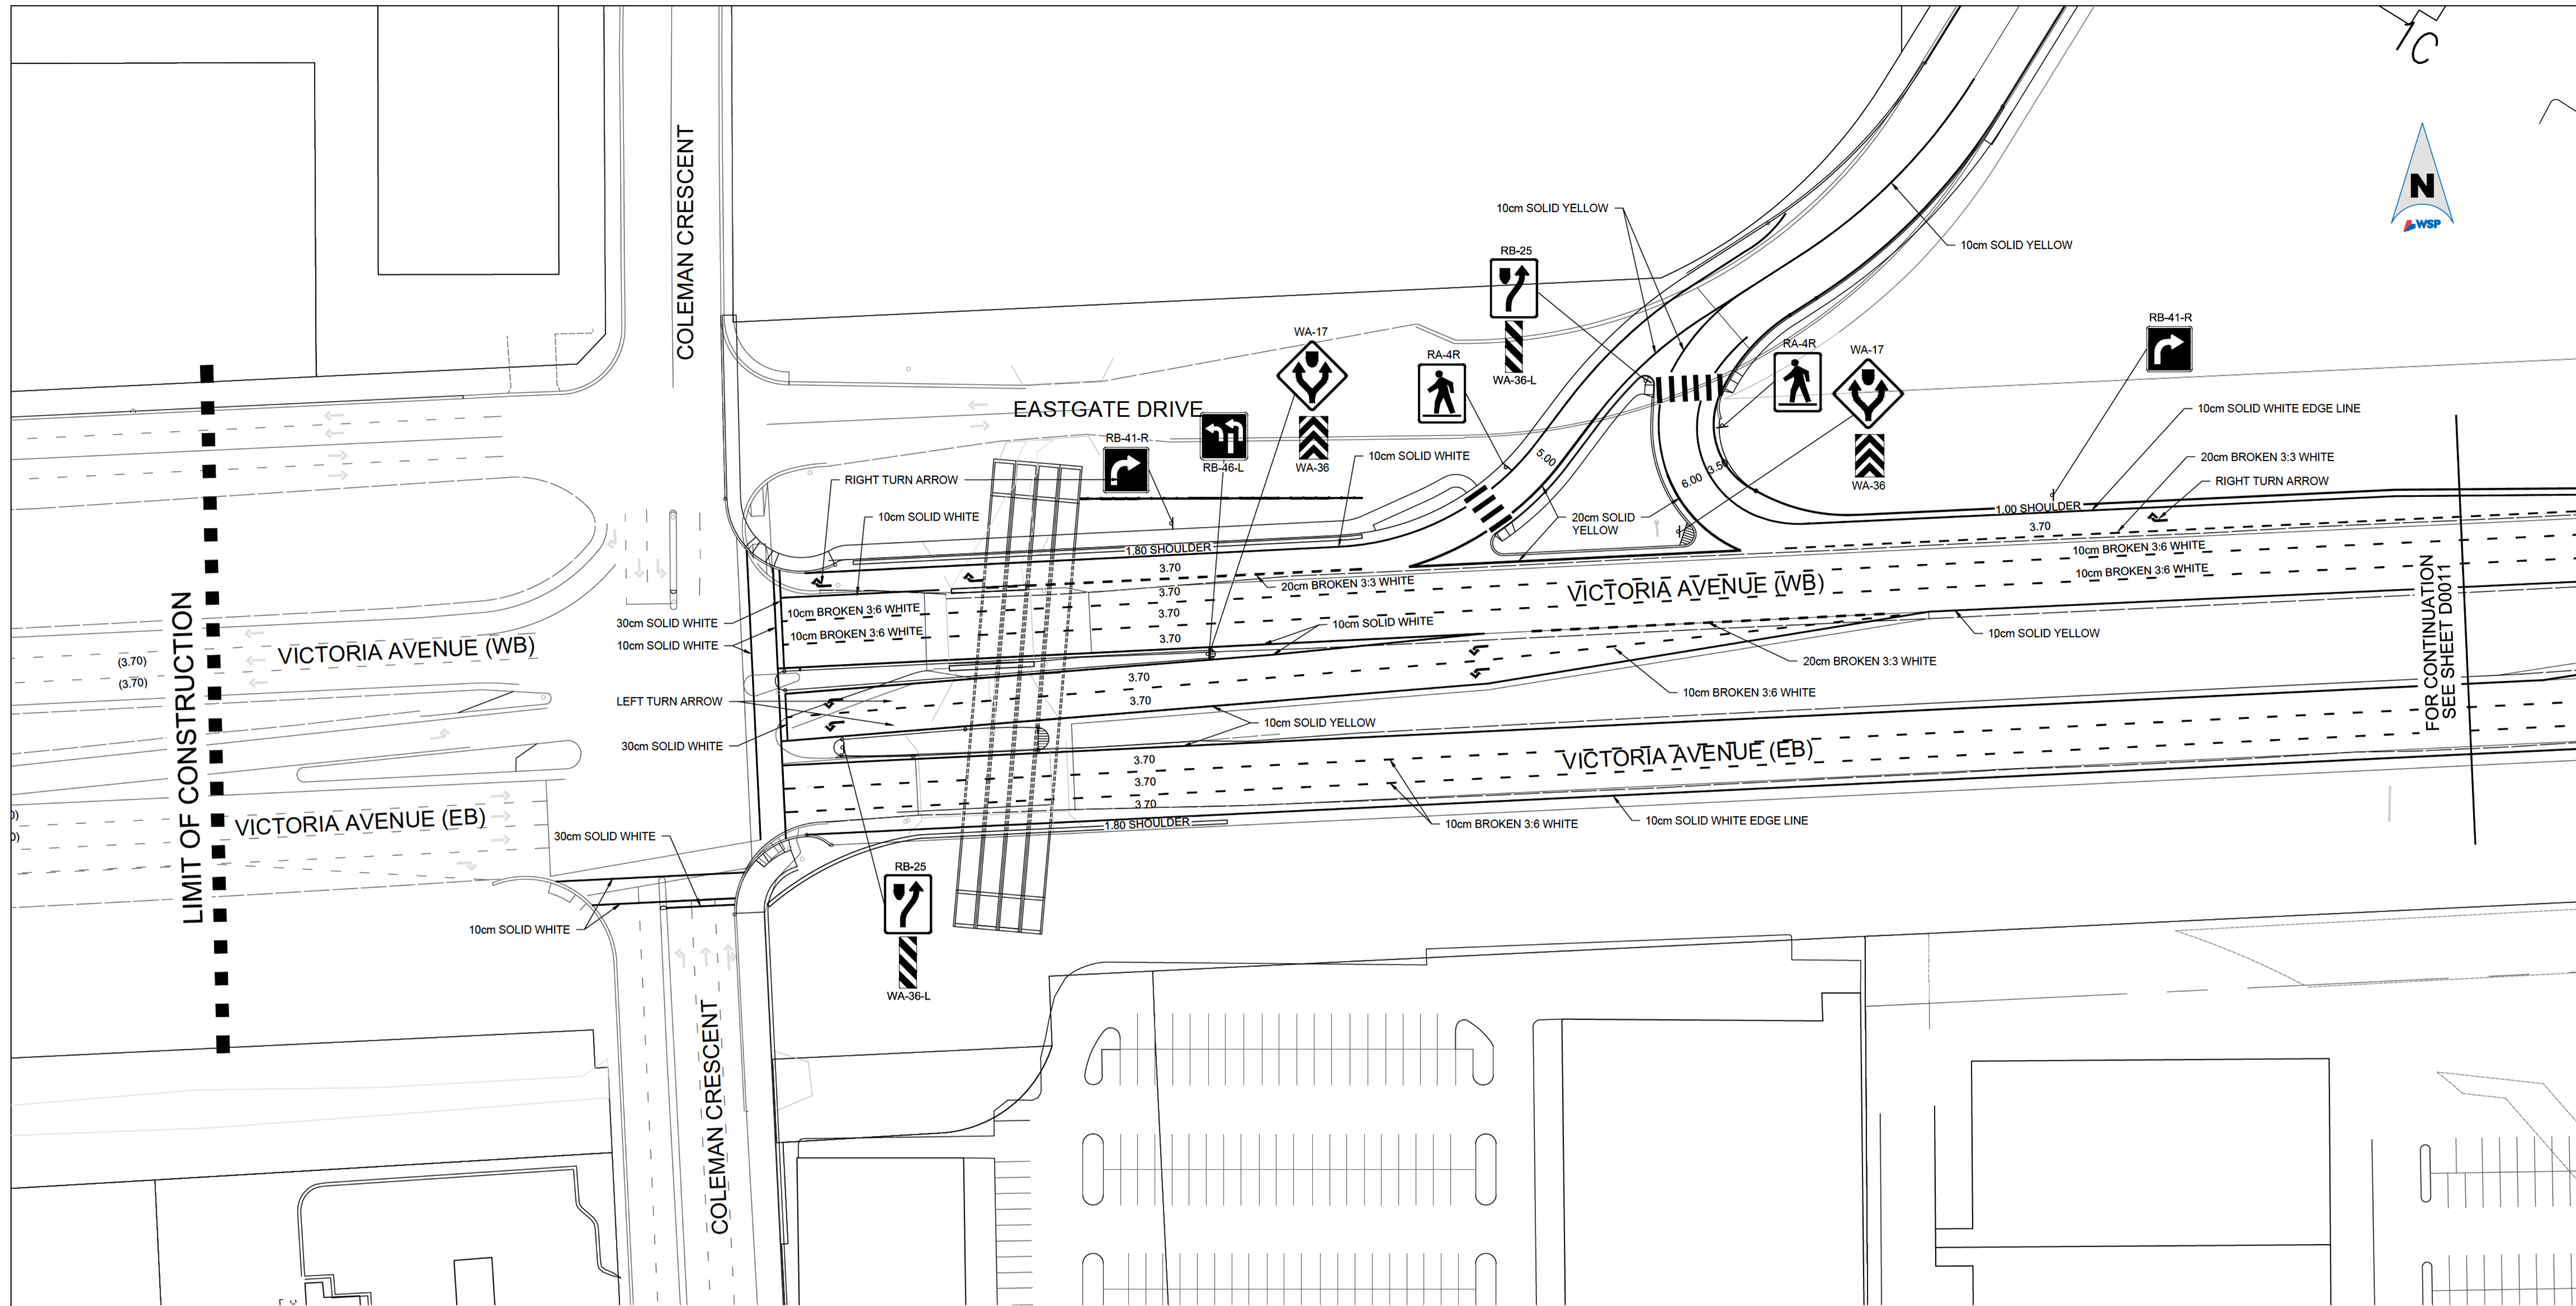 1C
N
WSP
COLEMAN CRESCENT
10cm SOLID YELLOW
10cm SOLID YELLOW
RB-25
WA-36-L
WA-17
WA-36
RA-4R
RA-4R
WA-17
WA-36
RB-41-R
EASTGATE DRIVE
RB-41-R
RB-46-L
10cm SOLID WHITE EDGE LINE
20cm BROKEN 3:3 WHITE
RIGHT TURN ARROW
10cm SOLID WHITE
RIGHT TURN ARROW
10cm SOLID WHITE
5.00
6.00
3.50
20cm SOLID
YELLOW
1.00 SHOULDER
3.70
1.80 SHOULDER
3.70
20cm BROKEN 3:3 WHITE
10cm BROKEN 3:6 WHITE
10cm BROKEN 3:6 WHITE
VICTORIA AVENUE (WB)
3.70
3.70
3.70
10cm BROKEN 3:6 WHITE
10cm BROKEN 3:6 WHITE
30cm SOLID WHITE
10cm SOLID WHITE
10cm SOLID WHITE
10cm SOLID YELLOW
20cm BROKEN 3:3 WHITE
10cm BROKEN 3:6 WHITE
VICTORIA AVENUE (WB)
(3.70)
(3.70)
LIMIT OF CONSTRUCTION
LEFT TURN ARROW
3.70
3.70
30cm SOLID WHITE
10cm SOLID YELLOW
FOR CONTINUATION
SEE SHEET D0011
VICTORIA AVENUE (EB)
3.70
3.70
3.70
1.80 SHOULDER
10cm BROKEN 3:6 WHITE
10cm SOLID WHITE EDGE LINE
0)
0)
VICTORIA AVENUE (EB)
30cm SOLID WHITE
10cm SOLID WHITE
RB-25
WA-36-L
COLEMAN CRESCENT